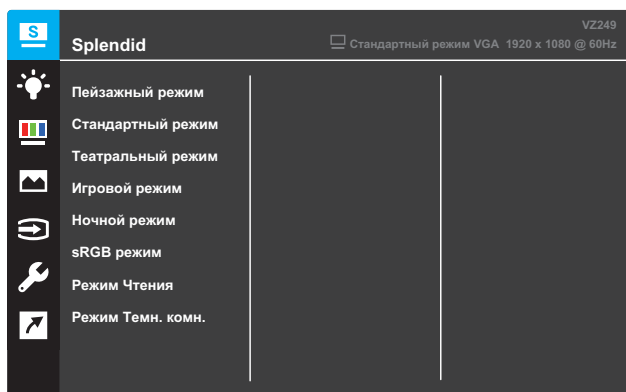 S
VZ249
Splendid
Стандартный режим VGA 1920 x 1080 @ 60Hz
Пейзажный режим
Стандартный режим
Театральный режим
Игровой режим
Ночной режим
sRGB режим
Режим Чтения
Режим Темн. комн.